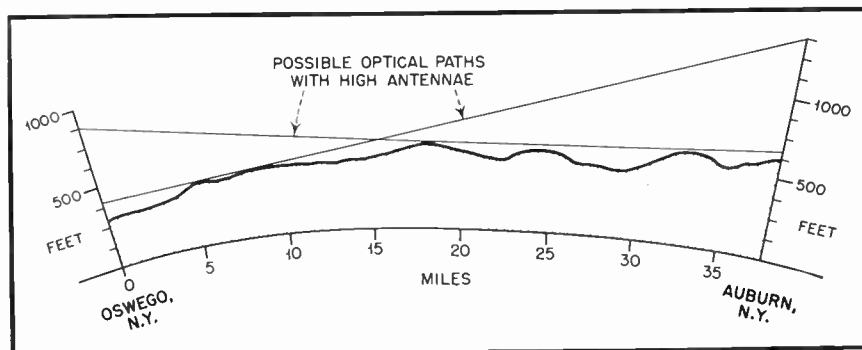 POSSIBLE OPTICAL PATHS
WITH HIGH ANTENNAE
1000
500
FEET
1000
500
FEET
0
5
10
15
20
25
30
35
MILES
OSWEGO,
N.Y.
AUBURN,
N.Y.